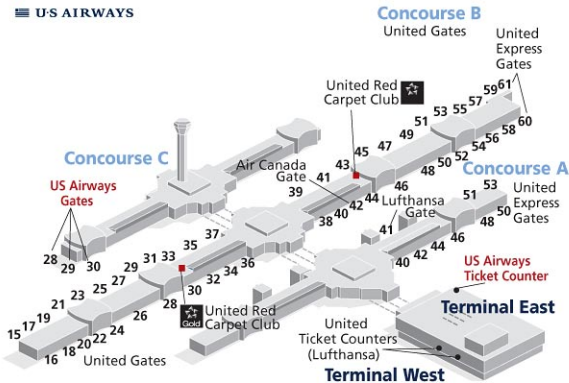 U·S AIRWAYS
Concourse B
United Gates
United
Express
Gates
59 61
57
55
53
51
49
47
45
43
41
39
60
58
56
54
52
50
48
46
44
42
40
38
United Red
Carpet Club
Air Canada
Gate
Concourse C
US Airways
Gates
28
29
30
Concourse A
51
53
United
Express
Gates
50
48
46
44
42
40
Lufthansa
Gate
41
37
35
33
31
29
27
25
23
21
19
17
15
36
34
32
30
28
26
24
22
20
18
16
Gold
United Red
Carpet Club
United Gates
US Airways
Ticket Counter
Terminal East
United
Ticket Counters
(Lufthansa)
Terminal West